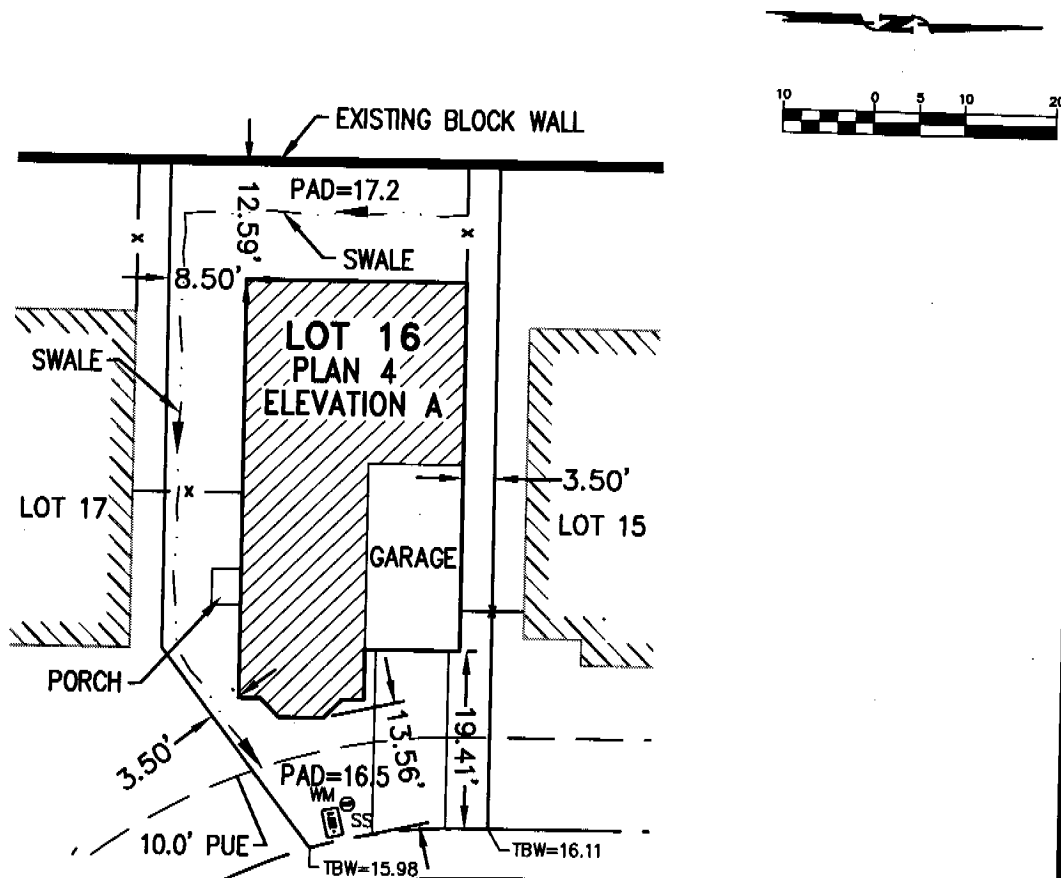 N
10 0 5 10 20
EXISTING BLOCK WALL
PAD=17.2
12.59'
SWALE
x
x
8.50'
LOT 16
PLAN 4
ELEVATION A
SWALE
3.50'
x
LOT 17
LOT 15
GARAGE
x
PORCH
13.56'
19.41'
3.50'
PAD=16.5
WM
SS
10.0' PUE
TBW=15.98
TBW=16.11